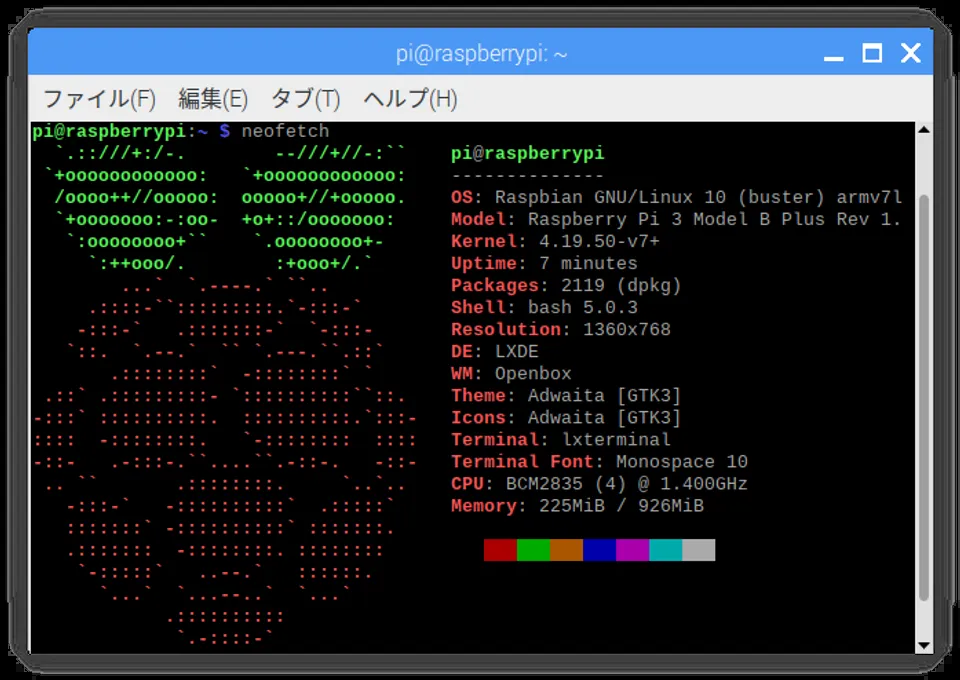 pi@raspberrypi: ~
ファイル(F) 編集(E) タブ(T) ヘルプ(H)
pi@raspberrypi:~ $ neofetch
pi@raspberrypi
--------------
OS: Raspbian GNU/Linux 10 (buster) armv7l
Model: Raspberry Pi 3 Model B Plus Rev 1.
Kernel: 4.19.50-v7+
Uptime: 7 minutes
Packages: 2119 (dpkg)
Shell: bash 5.0.3
Resolution: 1360x768
DE: LXDE
WM: Openbox
Theme: Adwaita [GTK3]
Icons: Adwaita [GTK3]
Terminal: lxterminal
Terminal Font: Monospace 10
CPU: BCM2835 (4) @ 1.400GHz
Memory: 225MiB / 926MiB